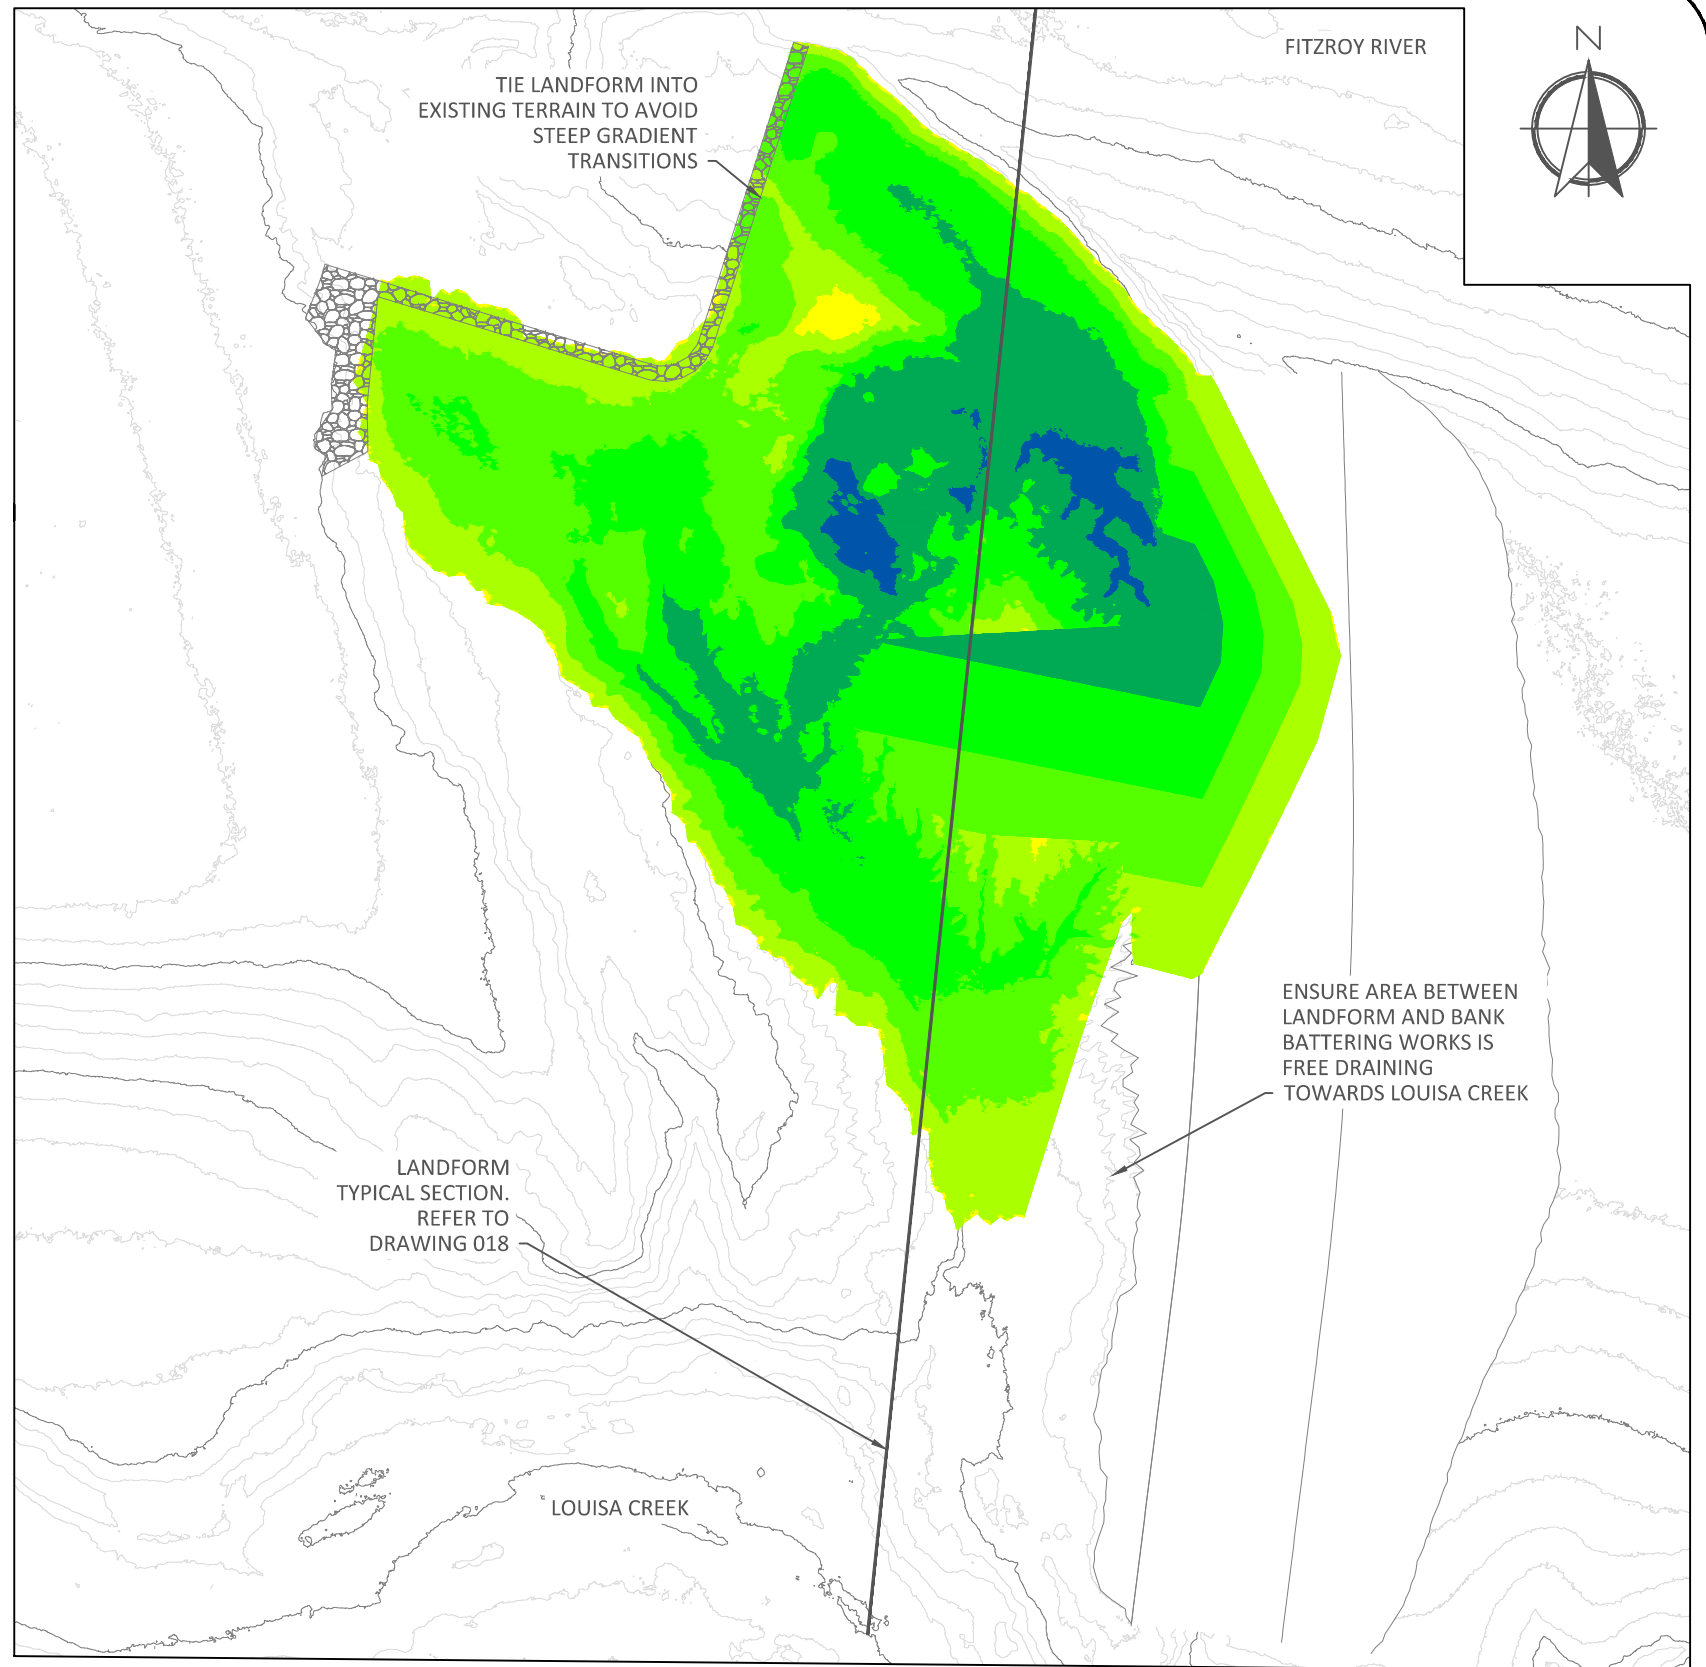 FITZROY RIVER
N
TIE LANDFORM INTO
EXISTING TERRAIN TO AVOID
STEEP GRADIENT
TRANSITIONS
ENSURE AREA BETWEEN
LANDFORM AND BANK
BATTERING WORKS IS
FREE DRAINING
TOWARDS LOUISA CREEK
LANDFORM
TYPICAL SECTION.
REFER TO
DRAWING 018
LOUISA CREEK